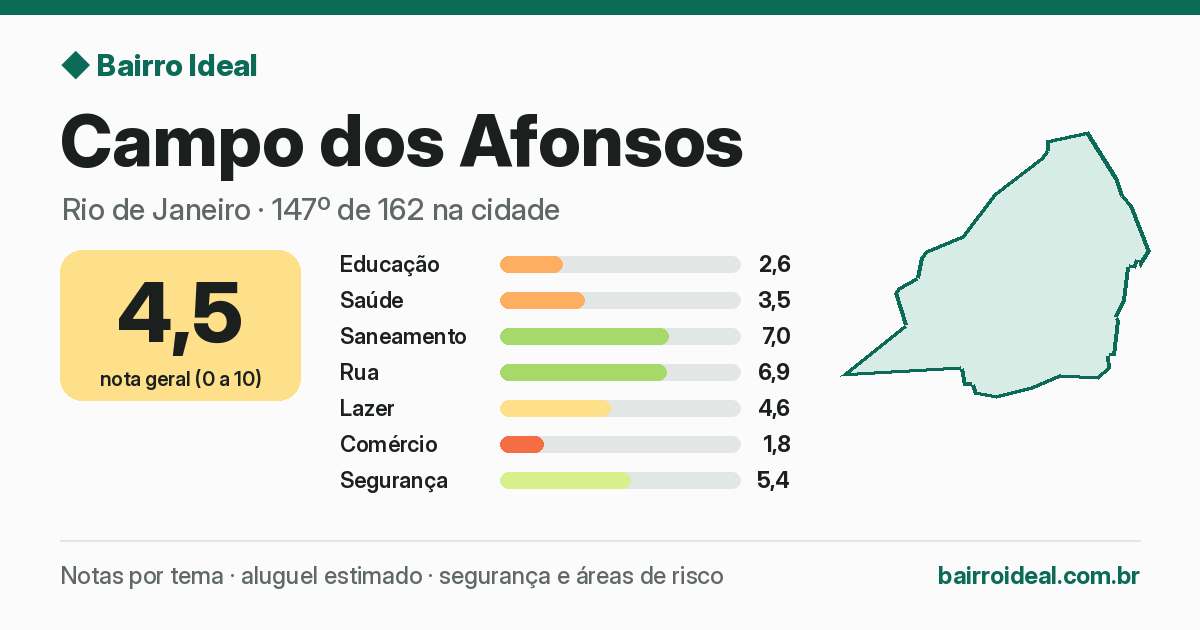 Bairro Ideal
Campo dos Afonsos
Rio de Janeiro · 147º de 162 na cidade
4,5
nota geral (0 a 10)
Educação 2,6
Saúde 3,5
Saneamento 7,0
Rua 6,9
Lazer 4,6
Comércio 1,8
Segurança 5,4
Notas por tema · aluguel estimado · segurança e áreas de risco
bairroideal.com.br